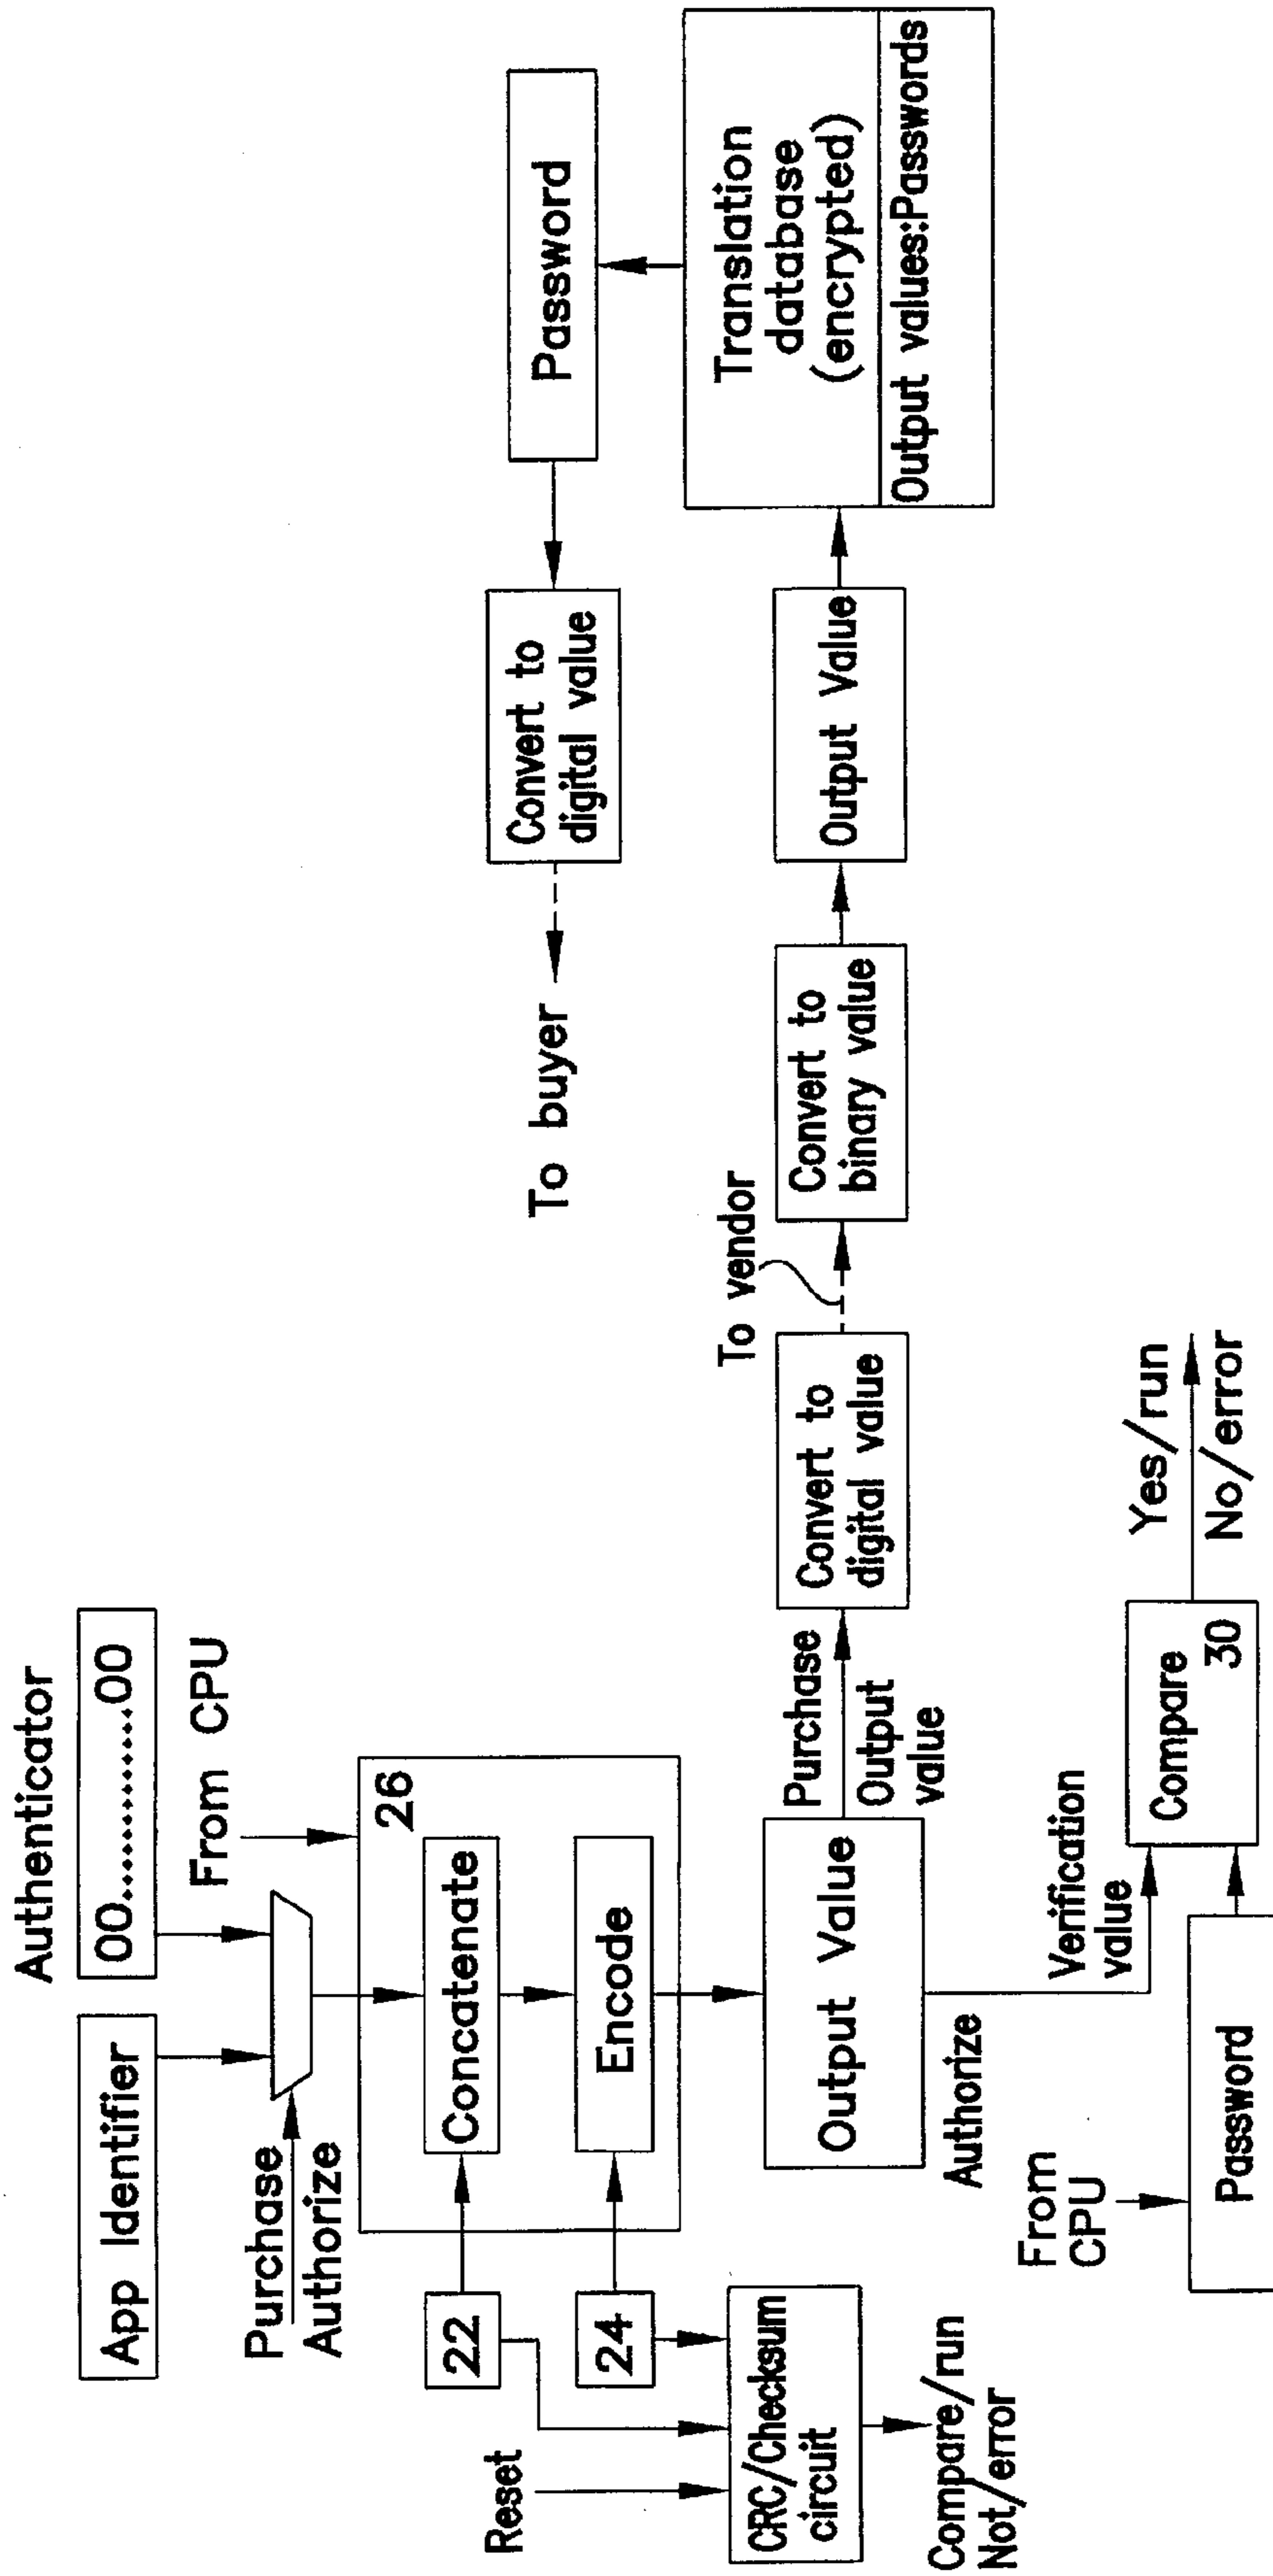 Authenticator
App Identifier
00..............00
Purchase
Authorize
From CPU
26
22
Concatenate
24
Encode
Reset
CRC/Checksum
circuit
Compare/run
Not/error
Output Value
Authorize
Purchase
Output
value
Verification
value
From
CPU
Password
Compare
30
Yes/run
No/error
Convert to
digital value
To vendor
Convert to
binary value
Output Value
Translation
database
(encrypted)
Output values:Passwords
Password
Convert to
digital value
To buyer